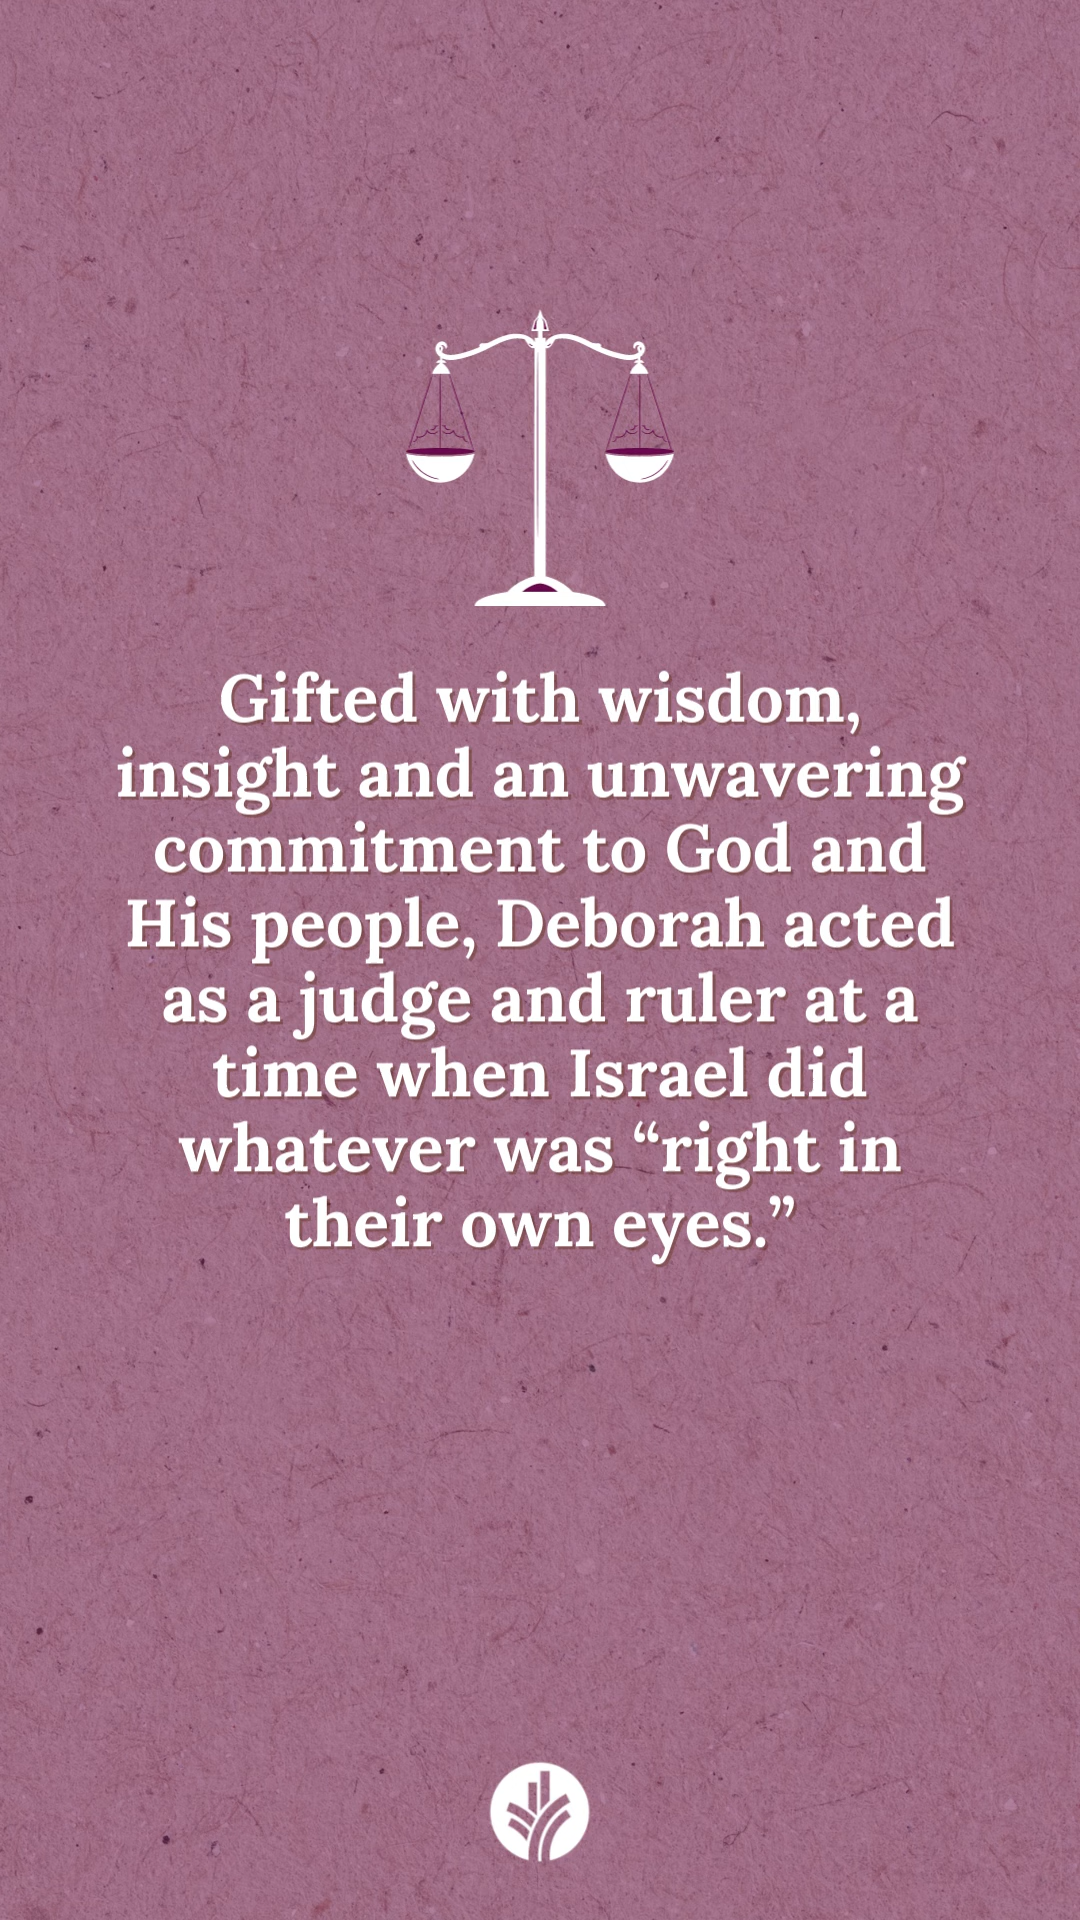 Gifted with wisdom,
insight and an unwavering
commitment to God and
His people, Deborah acted
as a judge and ruler at a
time when Israel did
whatever was “right in
their own eyes.”